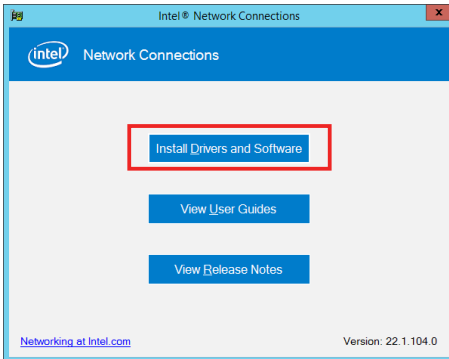 Intel® Network Connections
x
intel Network Connections
Install Drivers and Software
View User Guides
View Release Notes
Networking at Intel.com Version: 22.1.104.0